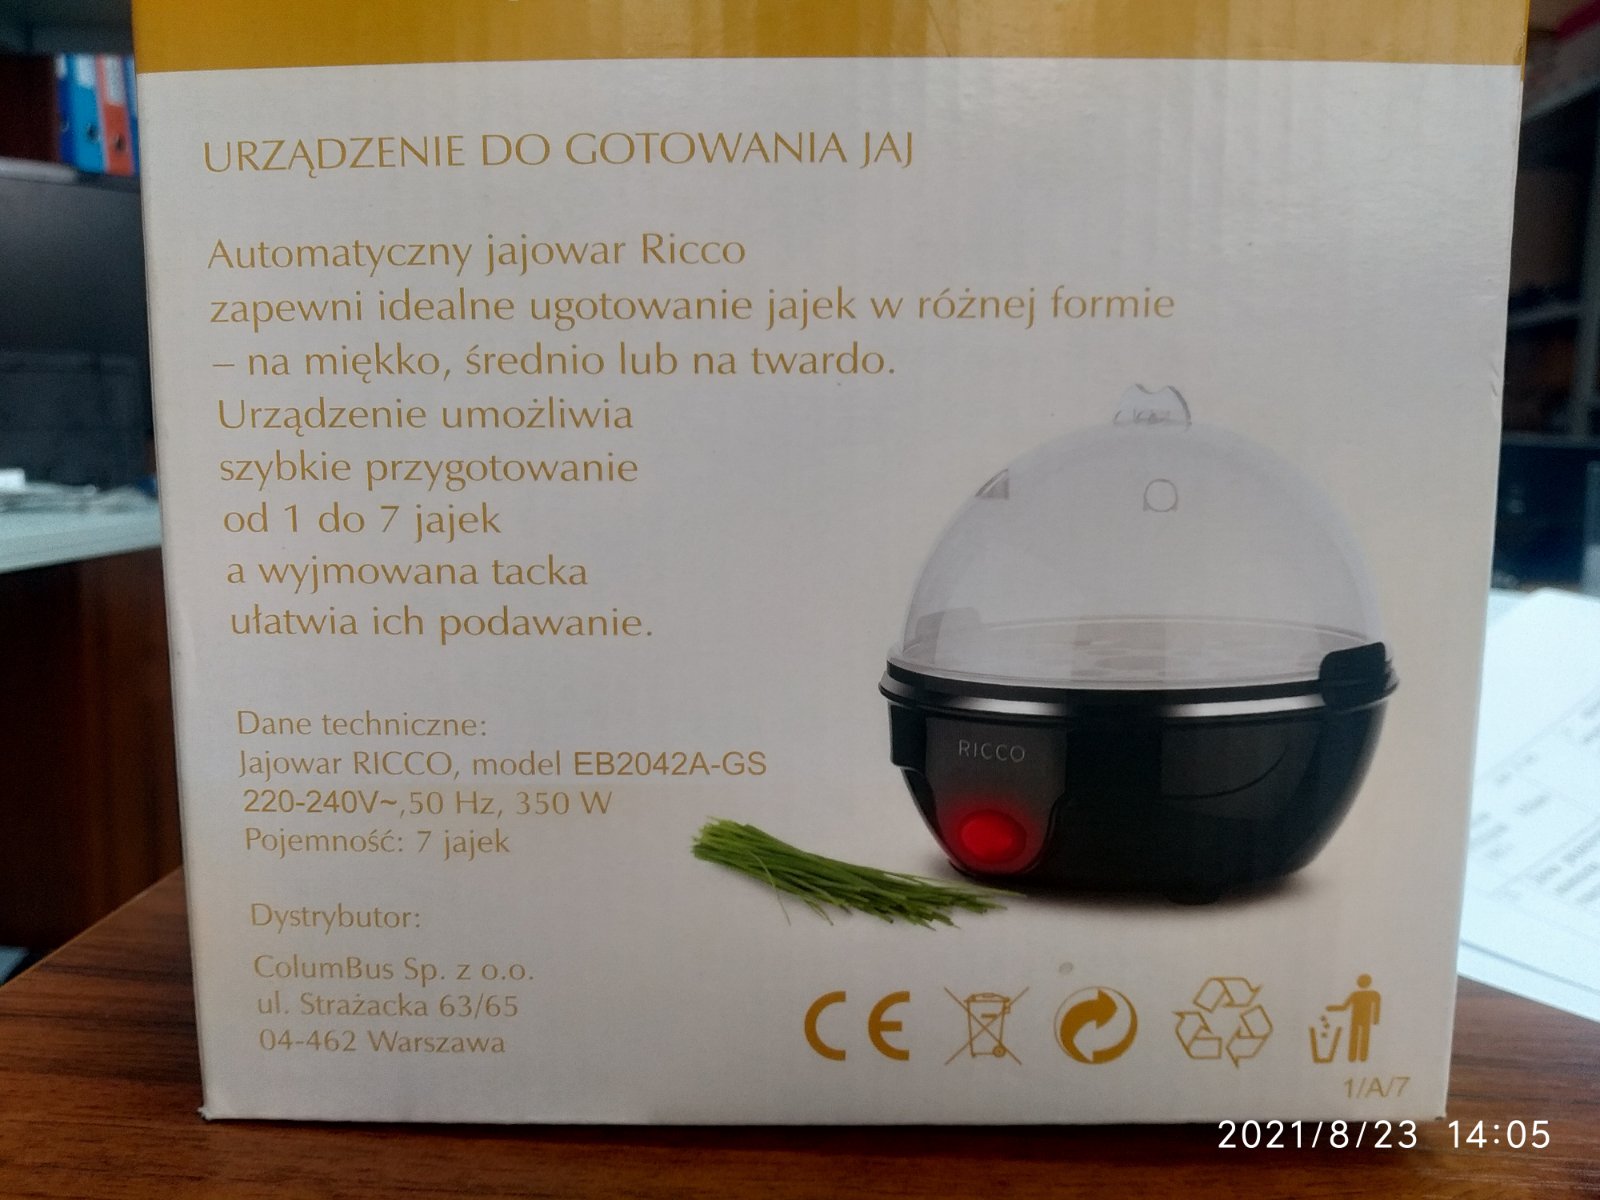 URZĄDZENIE DO GOTOWANIA JAJ
Automatyczny jajowar Ricco
zapewni idealne ugotowanie jajek w różnej formie
– na miękko, średnio lub na twardo.
Urządzenie umożliwia
szybkie przygotowanie
od 1 do 7 jajek
a wyjmowana tacka
ułatwia ich podawanie.
Dane techniczne:
Jajowar RICCO, model EB2042A-GS
220-240V~,50 Hz, 350 W
Pojemność: 7 jajek
Dystrybutor:
ColumBus Sp. z o.o.
ul. Strażacka 63/65
04-462 Warszawa
RICCO
CE
1/A/7
2021/8/23 14:05